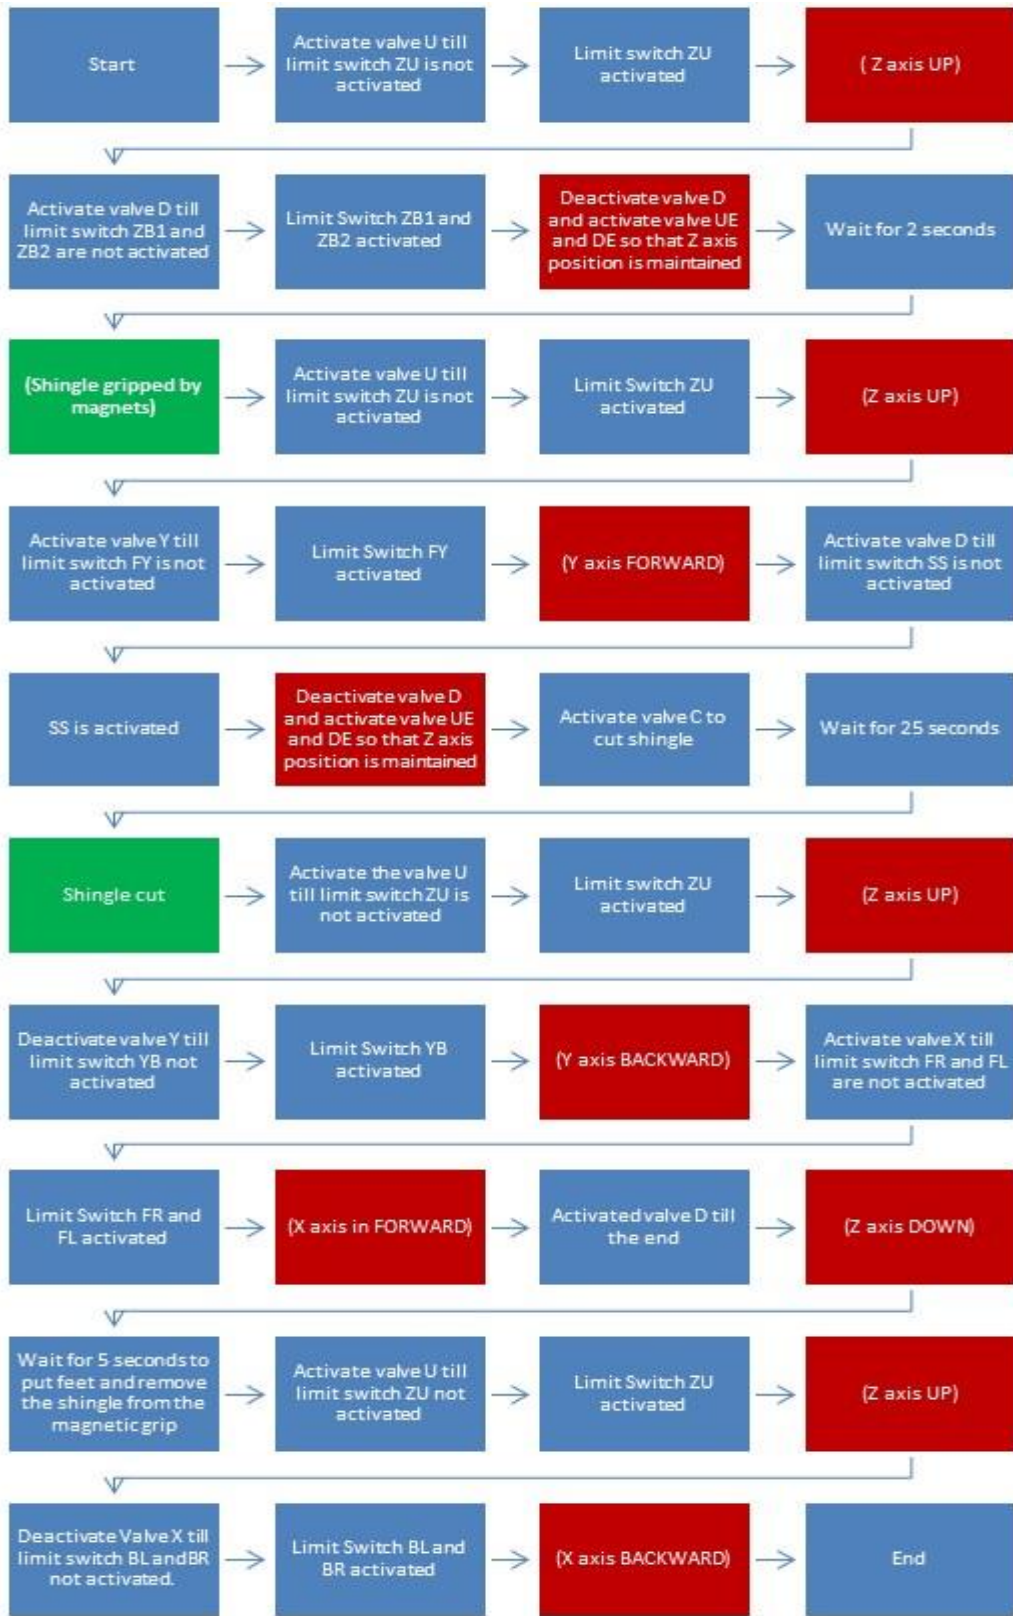 Start
Activate valve U till
limit switch ZU is not
activated
Limit switch ZU
activated
( Z axis UP)
Activate valve D till
limit switch ZB1 and
ZB2 are not activated
Limit Switch ZB1 and
ZB2 activated
Deactivate valve D
and activate valve UE
and DE so that Z axis
position is maintained
Wait for 2 seconds
(Shingle gripped by
magnets)
Activate valve U till
limit switch ZU is not
activated
Limit Switch ZU
activated
(Z axis UP)
Activate valve Y till
limit switch FY is not
activated
Limit Switch FY
activated
(Y axis FORWARD)
Activate valve D till
limit switch SS is not
activated
SS is activated
Deactivate valve D
and activate valve UE
and DE so that Z axis
position is maintained
Activate valve C to
cut shingle
Wait for 25 seconds
Shingle cut
Activate the valve U
till limit switch ZU is
not activated
Limit switch ZU
activated
(Z axis UP)
Deactivate valve Y till
limit switch YB not
activated
Limit Switch YB
activated
(Y axis BACKWARD)
Activate valve X till
limit switch FR and FL
are not activated
Limit Switch FR and
FL activated
(X axis in FORWARD)
Activated valve D till
the end
(Z axis DOWN)
Wait for 5 seconds to
put feet and remove
the shingle from the
magnetic grip
Activate valve U till
limit switch ZU not
activated
Limit Switch ZU
activated
(Z axis UP)
Deactivate Valve X till
limit switch BL and BR
not activated.
Limit Switch BL and
BR activated
(X axis BACKWARD)
End